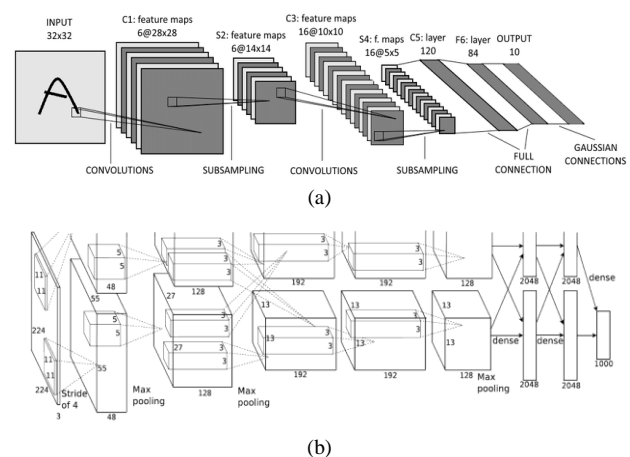 INPUT
32x32
C1: feature maps
6@28x28
S2: feature maps
6@14x14
C3: feature maps
16@10x10
S4: f. maps
16@5x5
C5: layer
120
F6: layer
84
OUTPUT
10
CONVOLUTIONS
SUBSAMPLING
CONVOLUTIONS
SUBSAMPLING
FULL
CONNECTION
GAUSSIAN
CONNECTIONS
(a)
11
11
224
11
11
224
3
Stride
of 4
55
55
5
5
48
5
5
48
Max
pooling
27
27
3
3
128
3
3
3
3
128
Max
pooling
3
3
192
13
13
3
3
192
3
3
192
13
13
3
3
192
128
13
13
128
Max
pooling
dense
2048
2048
dense
2048
2048
dense
1000
(b)